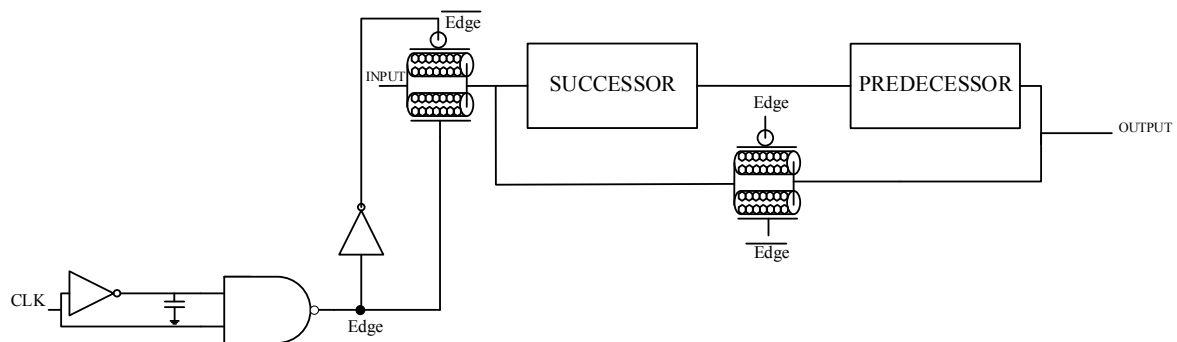 Edge
INPUT
SUCCESSOR
PREDECESSOR
Edge
OUTPUT
Edge
CLK
Edge